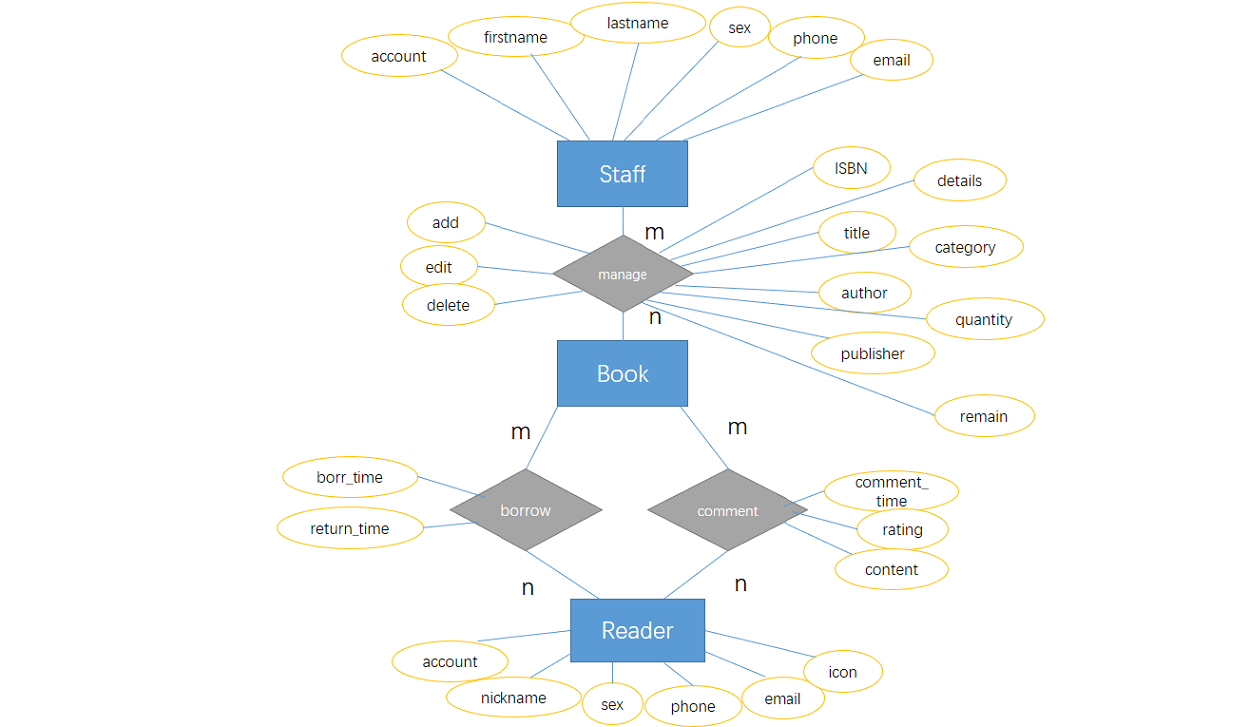 account
firstname
lastname
sex
phone
email
Staff
ISBN
details
title
category
author
quantity
publisher
remain
add
edit
delete
m
manage
n
Book
m
m
borr_time
return_time
borrow
comment
comment_
time
rating
content
n
n
Reader
account
nickname
sex
phone
email
icon